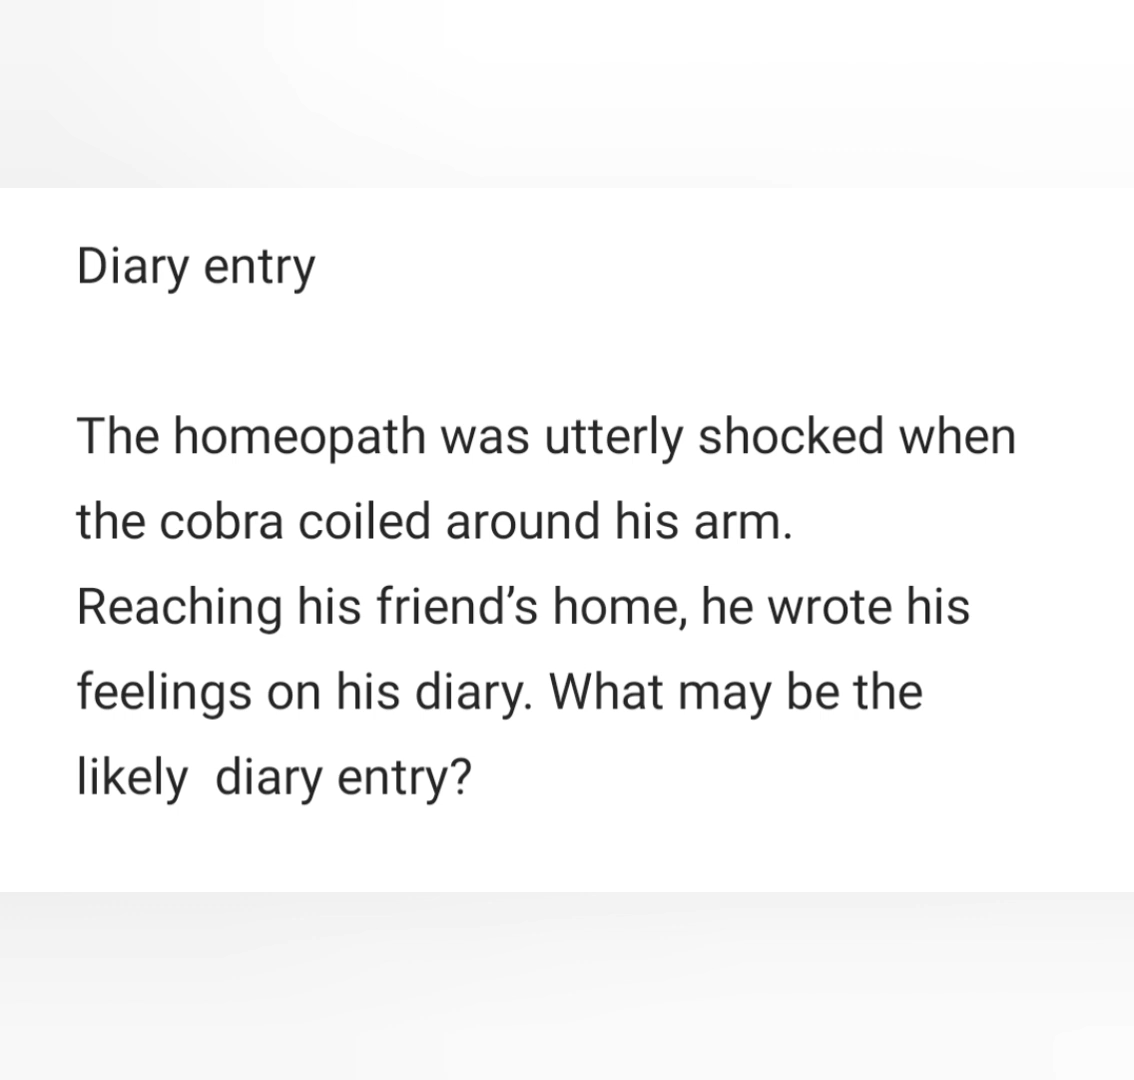 Diary entry
The homeopath was utterly shocked when
the cobra coiled around his arm.
Reaching his friend’s home, he wrote his
feelings on his diary. What may be the
likely  diary entry?